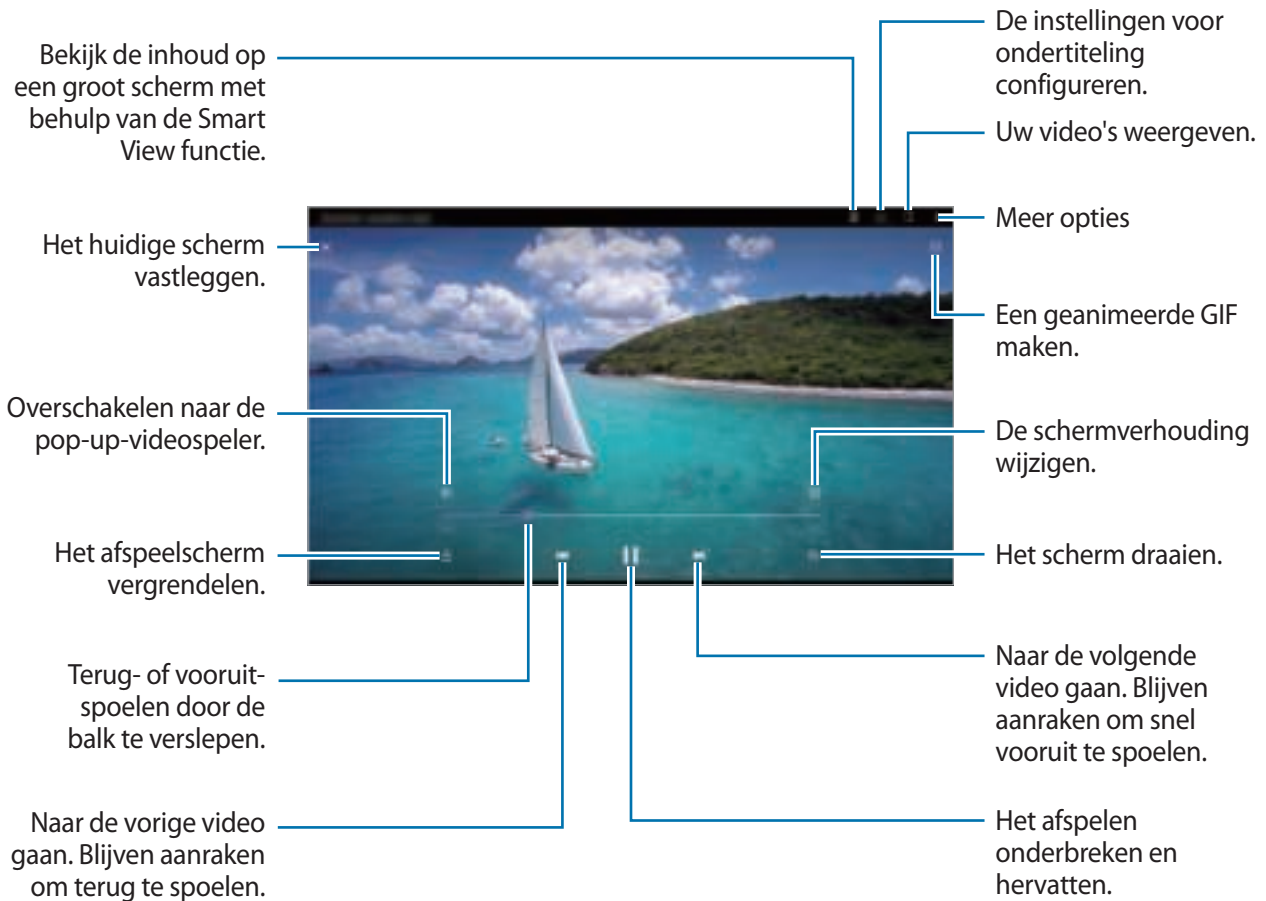 Bekijk de inhoud op
een groot scherm met
behulp van de Smart
View functie.
Het huidige scherm
vastleggen.
Overschakelen naar de
pop-up-videospeler.
Het afspeelscherm
vergrendelen.
Terug- of vooruit-
spoelen door de
balk te verslepen.
Naar de vorige video
gaan. Blijven aanraken
om terug te spoelen.
De instellingen voor
ondertiteling
configureren.
Uw video's weergeven.
Meer opties
Een geanimeerde GIF
maken.
De schermverhouding
wijzigen.
Het scherm draaien.
Naar de volgende
video gaan. Blijven
aanraken om snel
vooruit te spoelen.
Het afspelen
onderbreken en
hervatten.